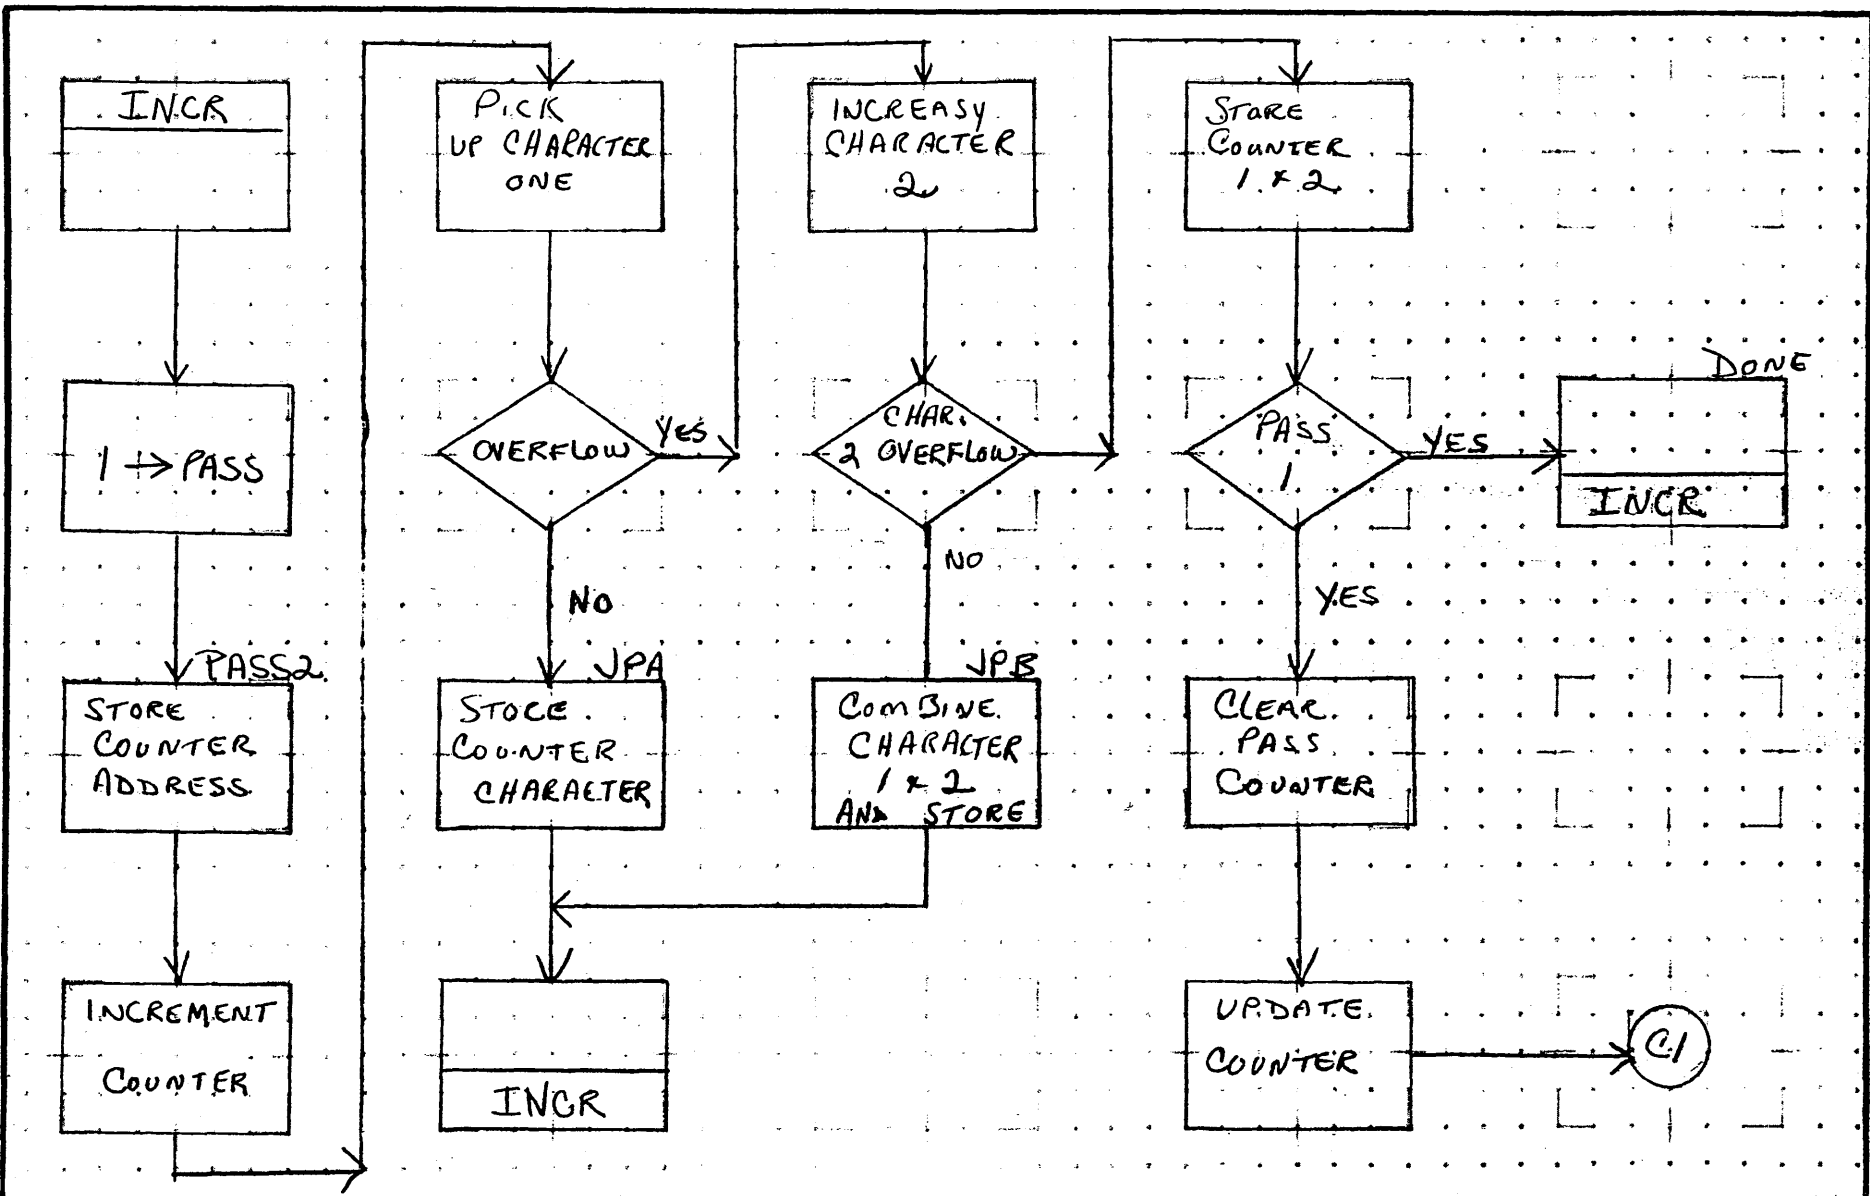 INCR
1 → PASS
PASS2
STORE
COUNTER
ADDRESS
INCREMENT
COUNTER
PICK
UP CHARACTER
ONE
OVERFLOW
YES
NO
JPA
STOCE
COUNTER
CHARACTER
INCR
INCREASY
CHARACTER
2
CHAR.
2 OVERFLOW
NO
JPB
COMBINE
CHARACTER
1 & 2
AND STORE
STORE
COUNTER
1 & 2
PASS
1
YES
YES
CLEAR
PASS
COUNTER
UPDATE
COUNTER
DONE
INCR
C1